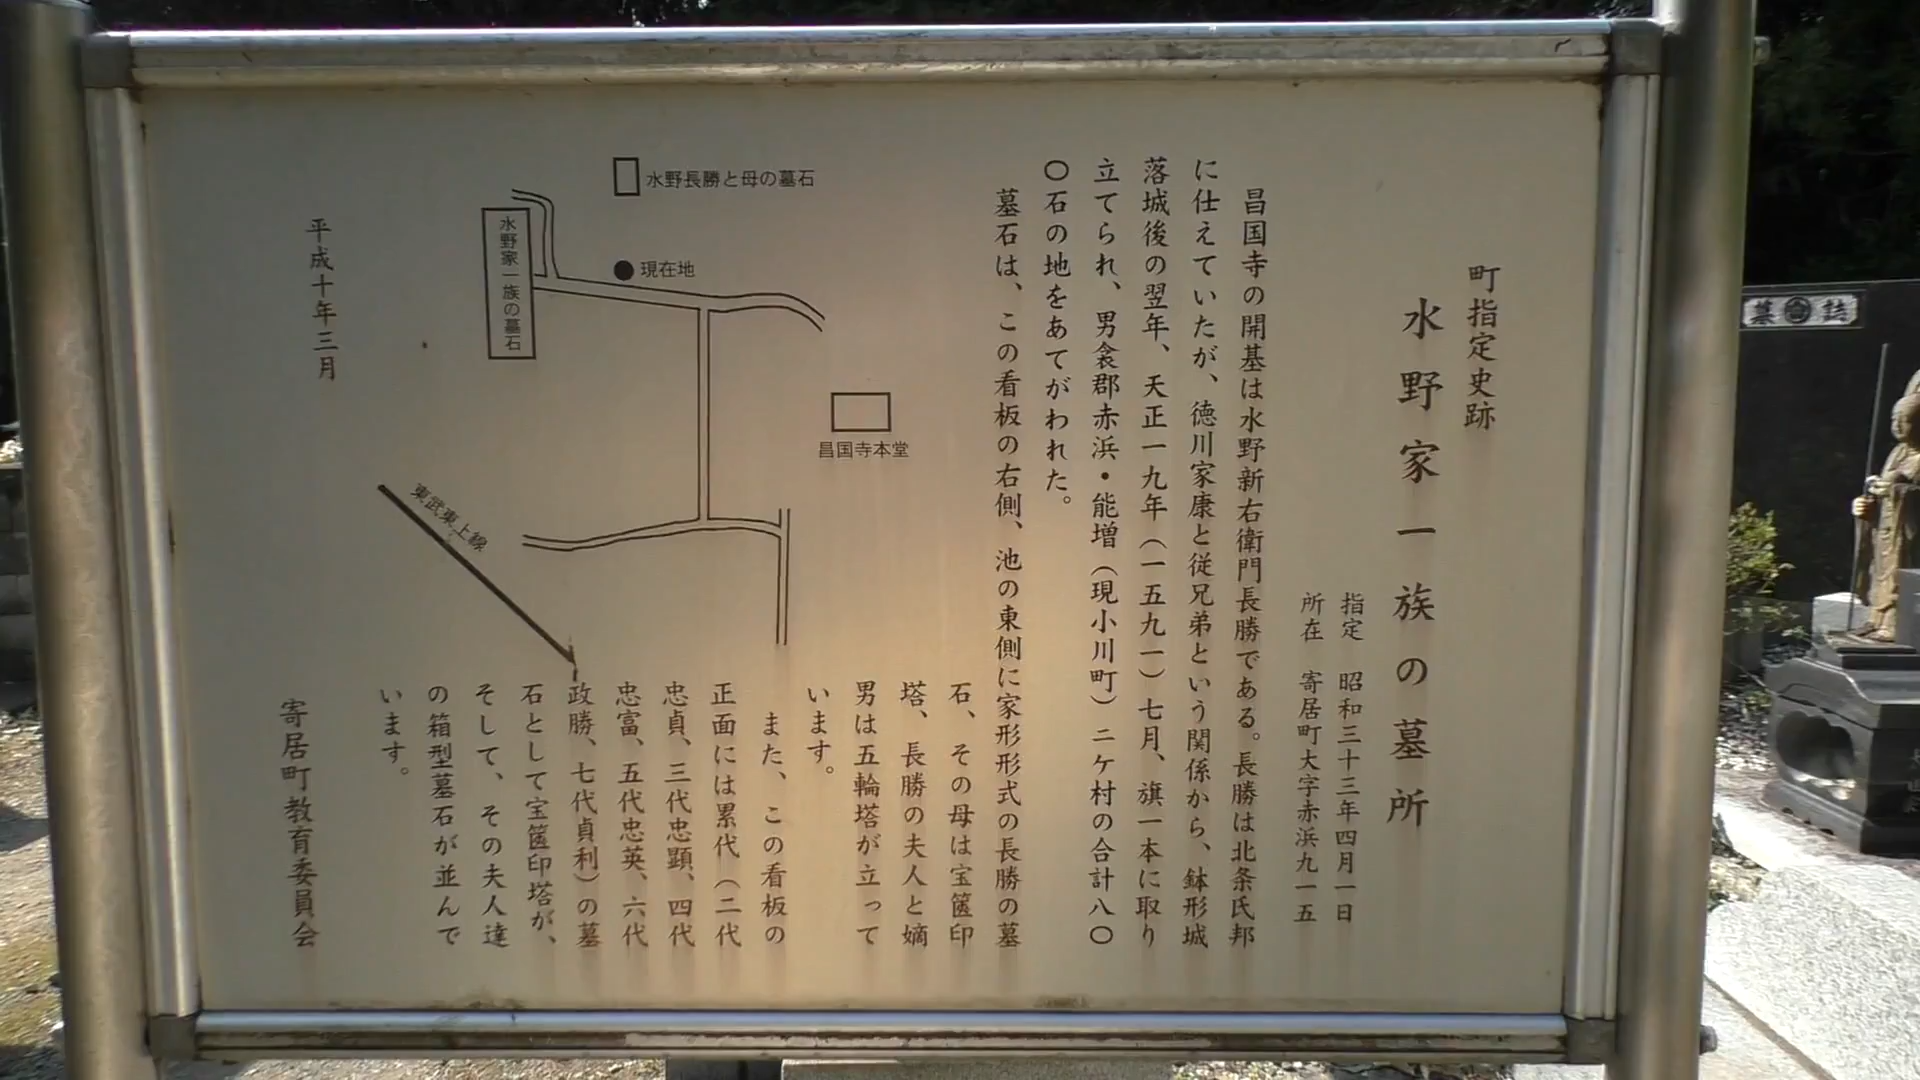 町指定史跡
水野家一族の墓所
指定 昭和三十三年四月一日
所在 寄居町大字赤浜九一五
昌国寺の開基は水野新右衛門長勝である。長勝は北条氏邦
に仕えていたが、徳川家康と従兄弟という関係から、鉢形城
落城後の翌年、天正一九年(一五九一)七月、旗一本に取り
立てられ、男衾郡赤浜・能増(現小川町)二ケ村の合計八〇
〇石の地をあてがわれた。
墓石は、この看板の右側、池の東側に家形形式の長勝の墓
石、その母は宝篋印
塔、長勝の夫人と嫡
男は五輪塔が立って
います。
また、この看板の
正面には累代(二代
忠貞、三代忠顕、四代
忠富、五代忠英、六代
政勝、七代貞利)の墓
石として宝篋印塔が、
そして、その夫人達
の箱型墓石が並んで
います。
水野長勝と母の墓石
水野家一族の墓石
現在地
昌国寺本堂
東武東上線
平成十年三月
寄居町教育委員会
墓誌